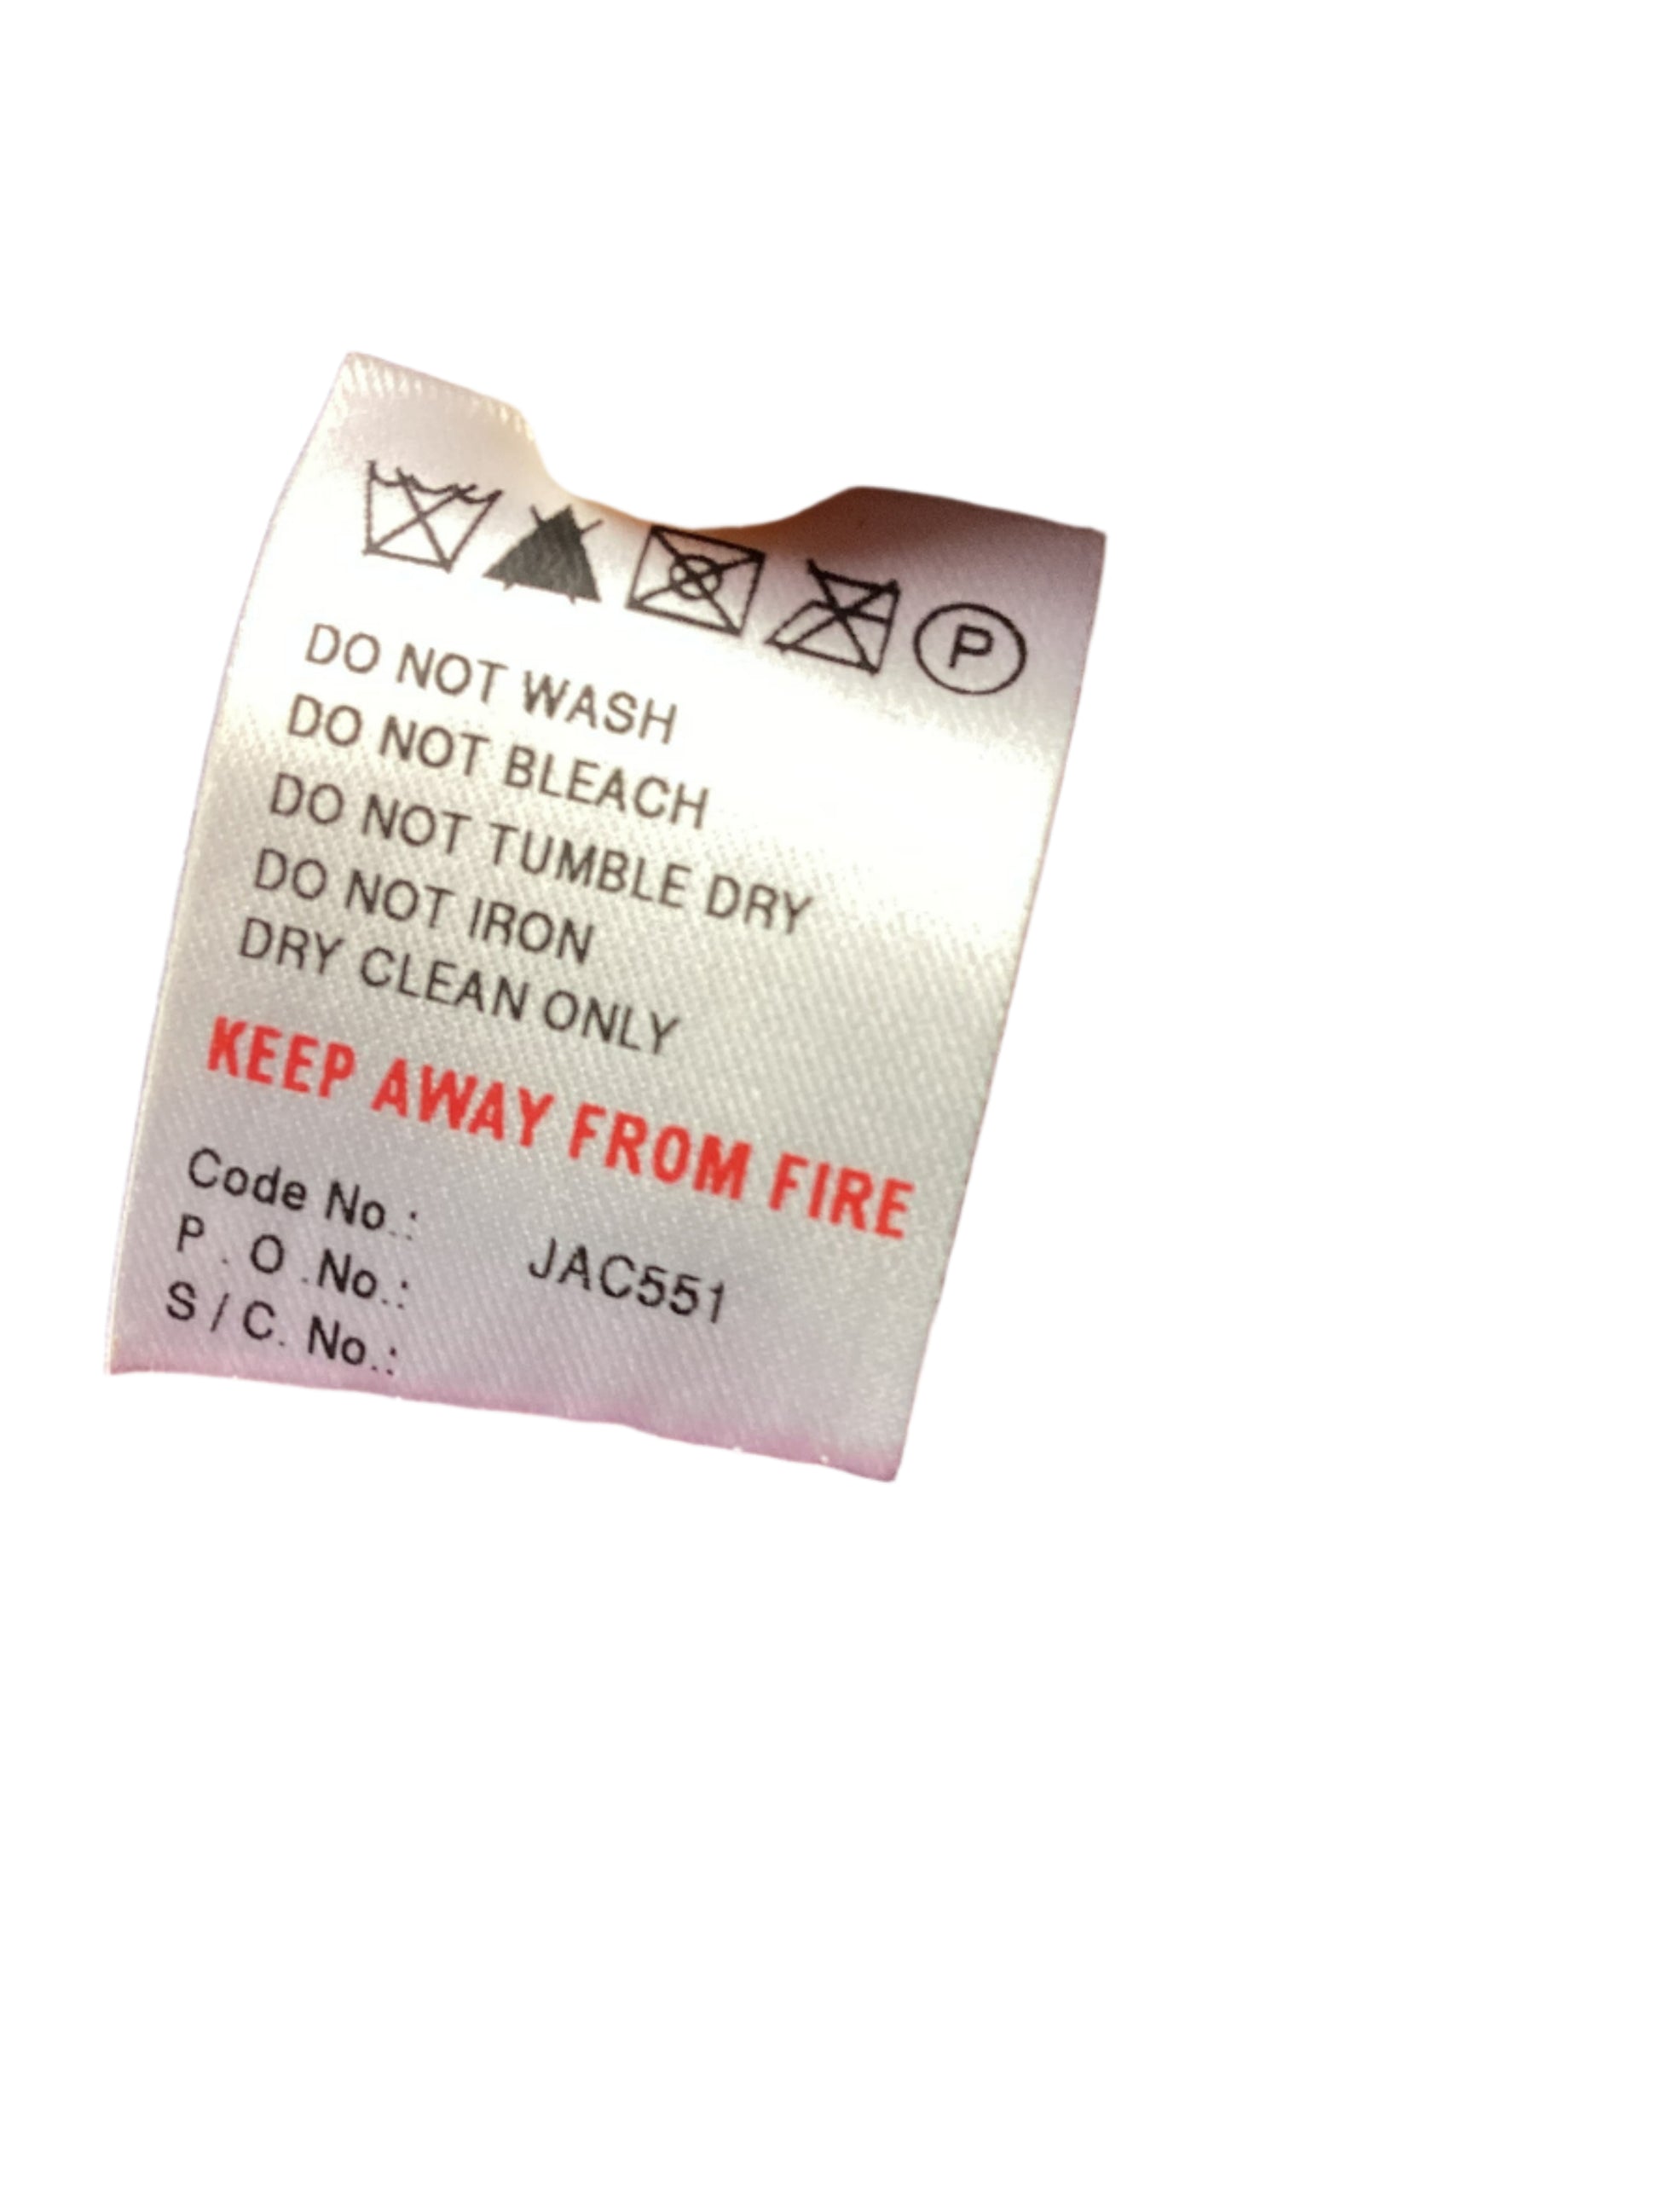 P
DO NOT WASH
DO NOT BLEACH
DO NOT TUMBLE DRY
DO NOT IRON
DRY CLEAN ONLY
KEEP AWAY FROM FIRE
Code No.:
P . O .No.: JAC551
S / C. No.: